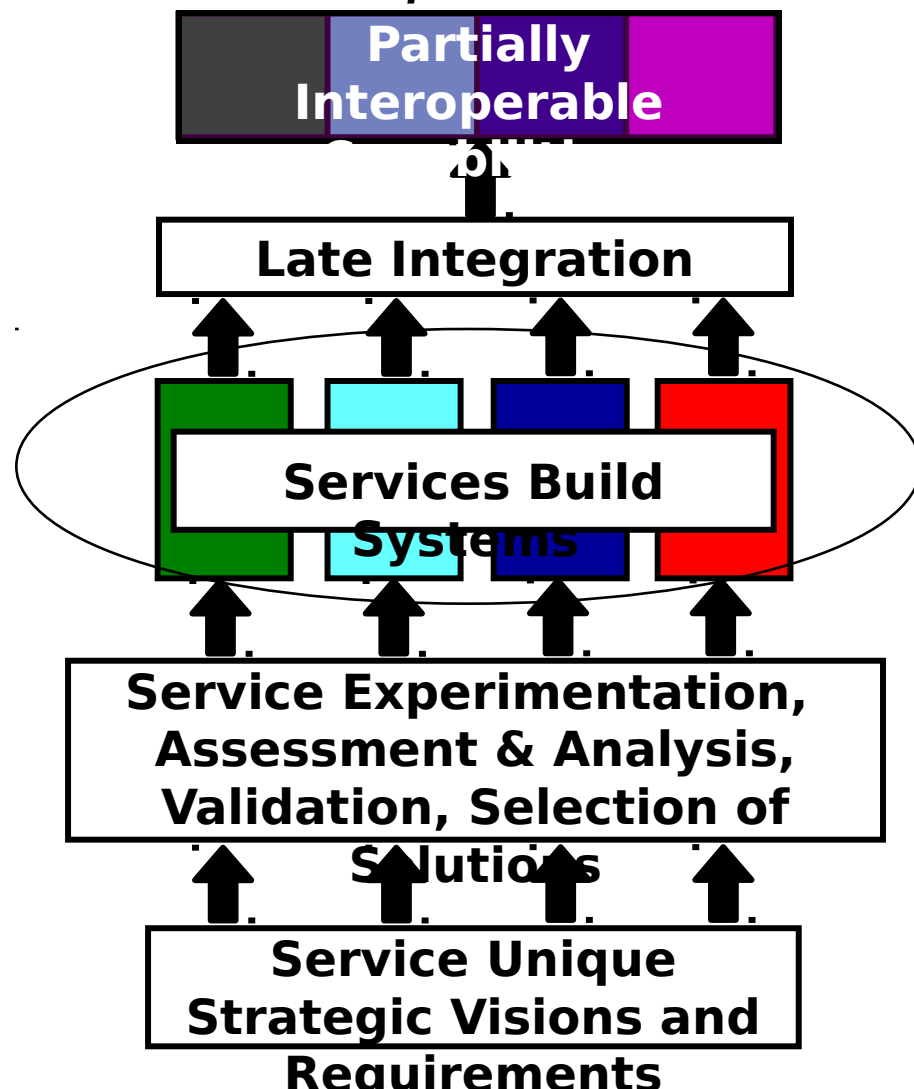 Partially
Interoperable
Late Integration
Services Build
Systems
Service Experimentation,
Assessment & Analysis,
Validation, Selection of
Solutions
Service Unique
Strategic Visions and
Requirements